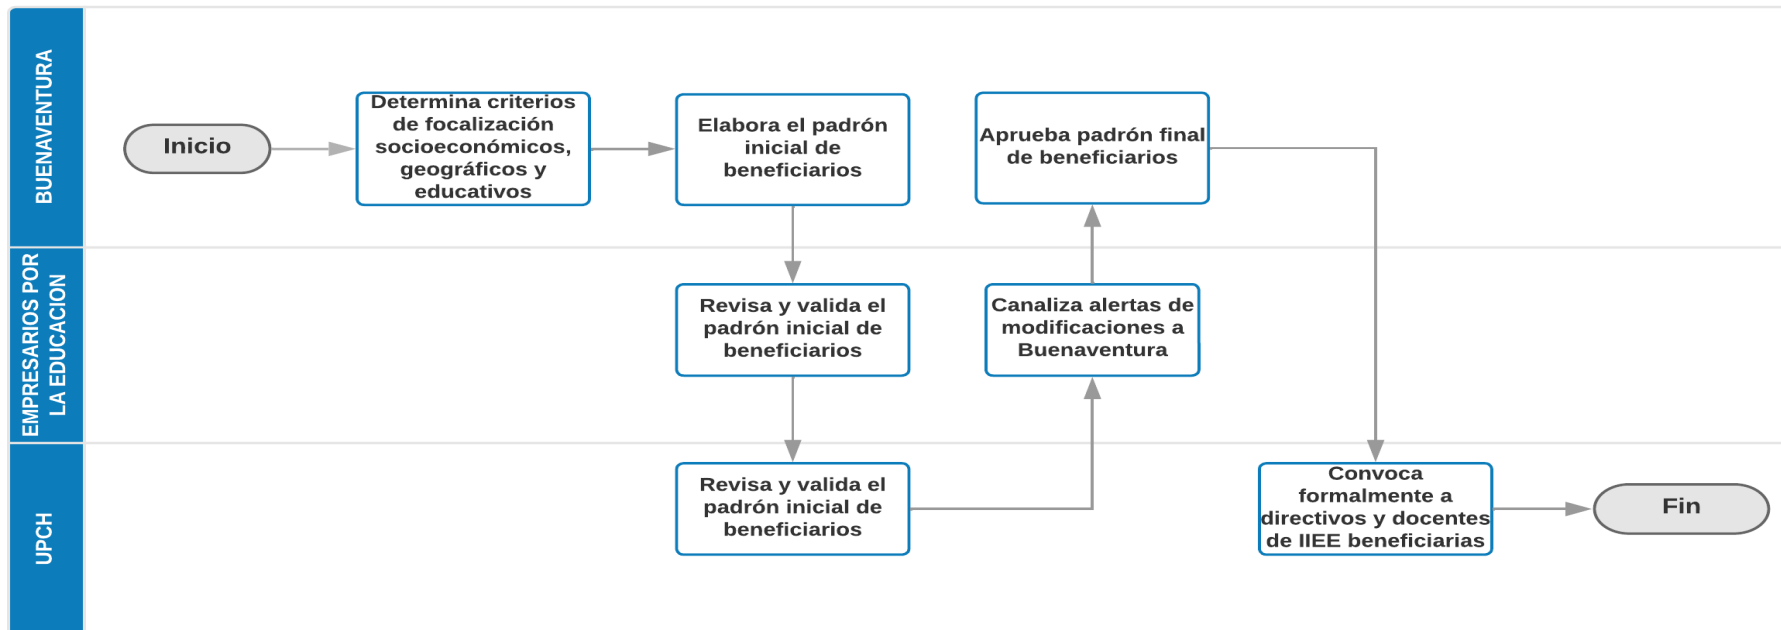 BUENAVENTURA
Inicio
Determina criterios
de focalización
socioeconómicos,
geográficos y
educativos
Elabora el padrón
inicial de
beneficiarios
Aprueba padrón final
de beneficiarios
EMPRESARIOS POR
LA EDUCACION
Revisa y valida el
padrón inicial de
beneficiarios
Canaliza alertas de
modificaciones a
Buenaventura
UPCH
Revisa y valida el
padrón inicial de
beneficiarios
Convoca
formalmente a
directivos y docentes
de IIEE beneficiarias
Fin